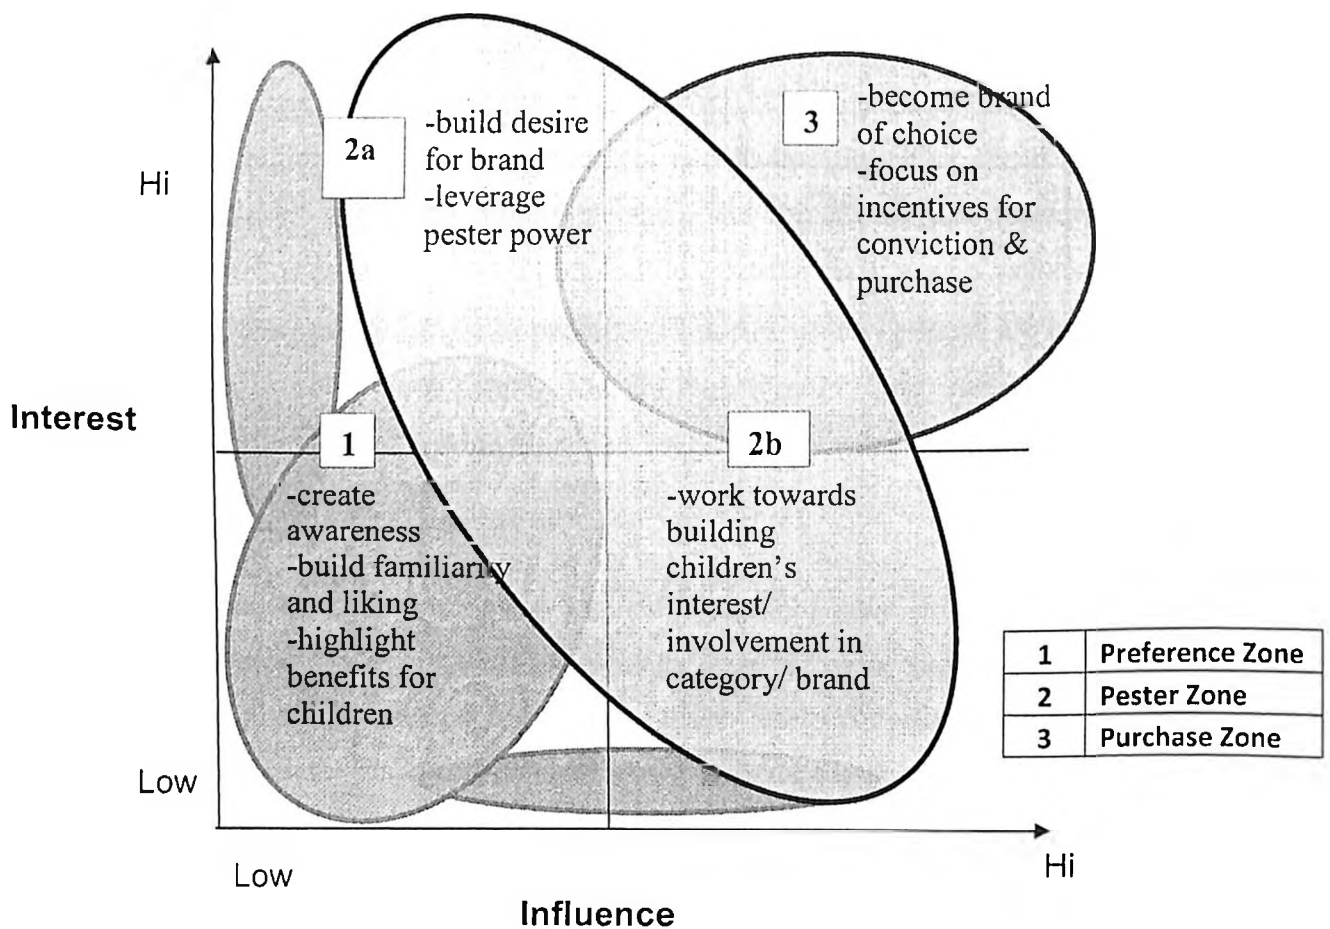 2a
-build desire
for brand
-leverage
pester power
3
-become brand
of choice
-focus on
incentives for
conviction &
purchase
Hi
Interest
1
-create
awareness
-build familiarity
and liking
-highlight
benefits for
children
2b
-work towards
building
children's
interest/
involvement in
category/ brand
1 Preference Zone
2 Pester Zone
3 Purchase Zone
Low
Low
Hi
Influence